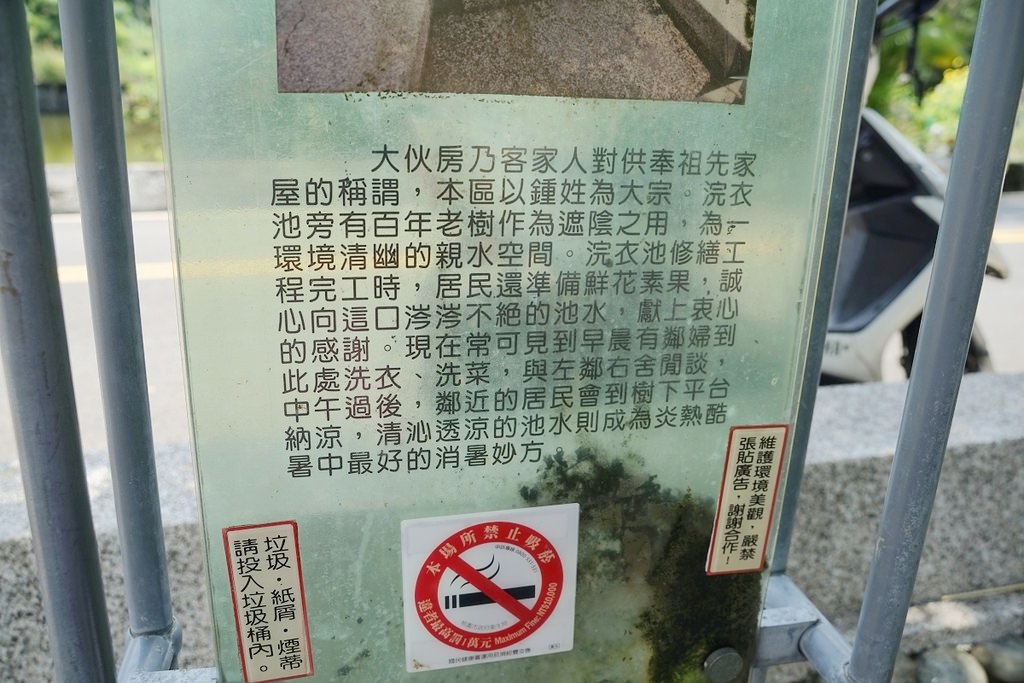 大伙房乃客家人對供奉祖先家
屋的稱謂，本區以鍾姓為大宗。浣衣
池旁有百年老樹作為遮陰之用，為一
環境清幽的親水空間。浣衣池修繕工
程完工時，居民還準備鮮花素果，誠
心向這口涔涔不絕的池水，獻上衷心
的感謝。現在常可見到早晨有鄰婦到
此處洗衣、洗菜，與左鄰右舍閒談，
中午過後，鄰近的居民會到樹下平台
納涼，清沁透涼的池水則成為炎熱酷
暑中最好的消暑妙方
維護環境美觀，嚴禁
張貼廣告，謝謝合作！
垃圾・紙屑・煙蒂
請投入垃圾桶內。
本場所禁止吸菸
違者最高罰1萬元 Maximum Fine NT$10,000